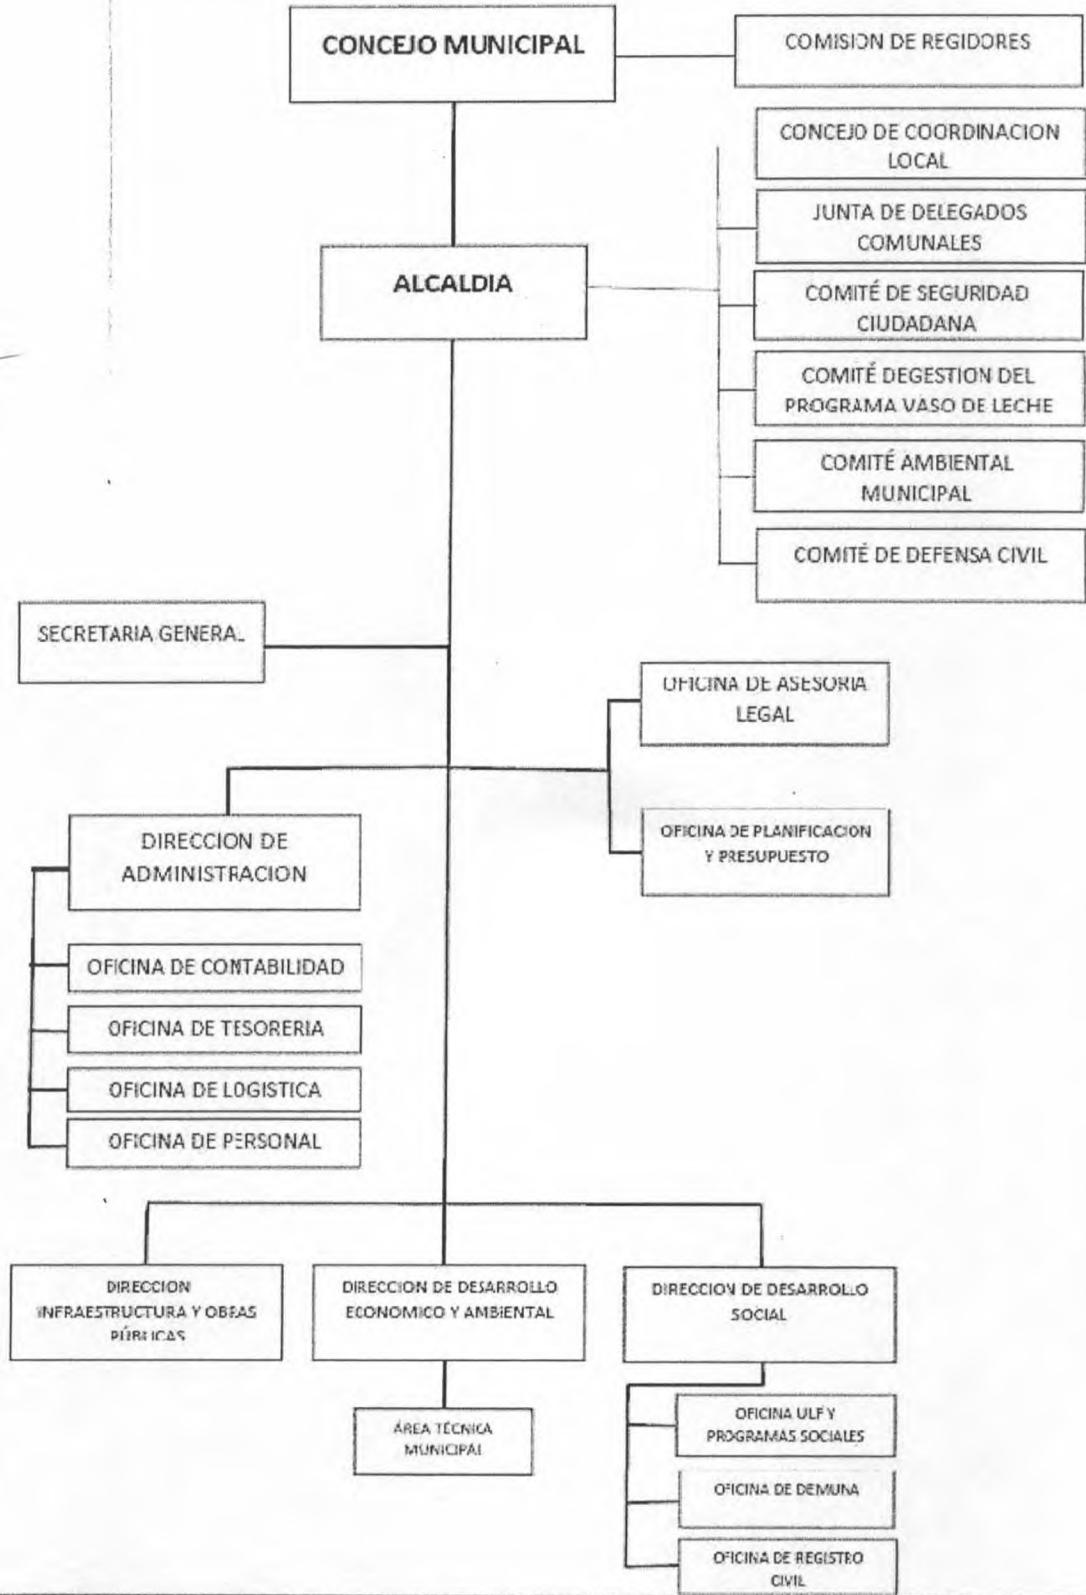 CONCEJO MUNICIPAL
COMISION DE REGIDORES
CONCEJO DE COORDINACION
LOCAL
JUNTA DE DELEGADOS
COMUNALES
ALCALDIA
COMITÉ DE SEGURIDAD
CIUDADANA
COMITÉ DEGESTION DEL
PROGRAMA VASO DE LECHE
COMITÉ AMBIENTAL
MUNICIPAL
COMITÉ DE DEFENSA CIVIL
SECRETARIA GENERAL
OFICINA DE ASESORIA
LEGAL
DIRECCION DE
ADMINISTRACION
OFICINA DE PLANIFICACION
Y PRESUPUESTO
OFICINA DE CONTABILIDAD
OFICINA DE TESORERIA
OFICINA DE LOGISTICA
OFICINA DE PERSONAL
DIRECCION
INFRAESTRUCTURA Y OBRAS
PÚBLICAS
DIRECCION DE DESARROLLO
ECONOMICO Y AMBIENTAL
DIRECCION DE DESARROLLO
SOCIAL
ÁREA TÉCNICA
MUNICIPAL
OFICINA ULF Y
PROGRAMAS SOCIALES
OFICINA DE DEMUNA
OFICINA DE REGISTRO
CIVIL